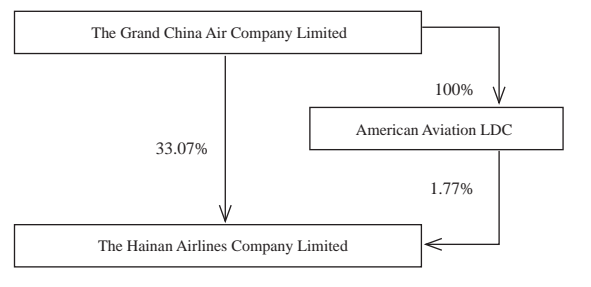 The Grand China Air Company Limited
100%
American Aviation LDC
33.07%
1.77%
The Hainan Airlines Company Limited